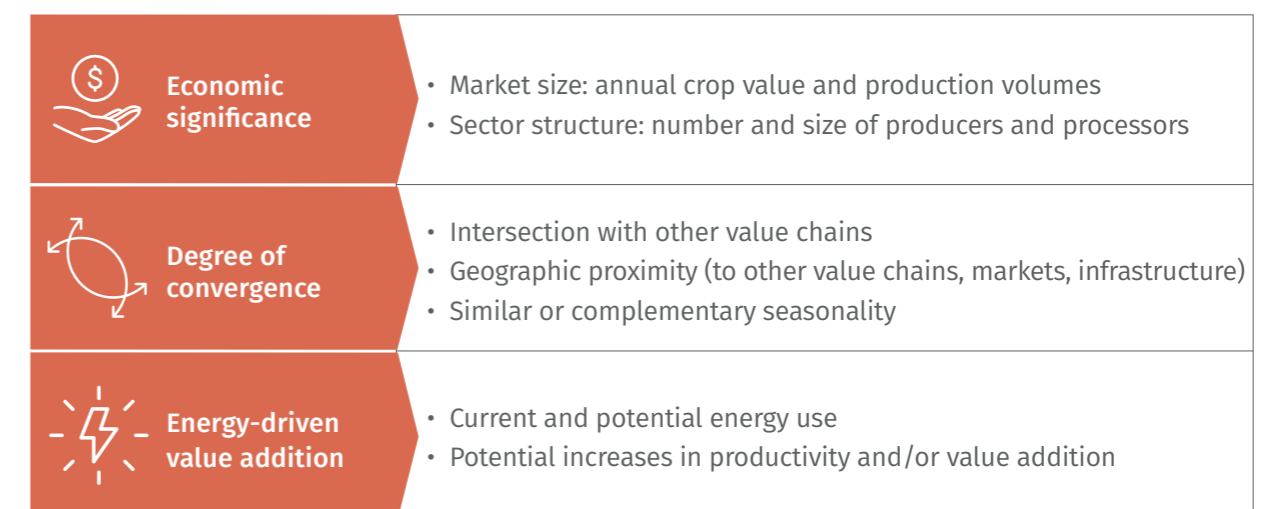 $
Economic
significance
• Market size: annual crop value and production volumes
• Sector structure: number and size of producers and processors
Degree of
convergence
• Intersection with other value chains
• Geographic proximity (to other value chains, markets, infrastructure)
• Similar or complementary seasonality
Energy-driven
value addition
• Current and potential energy use
• Potential increases in productivity and/or value addition